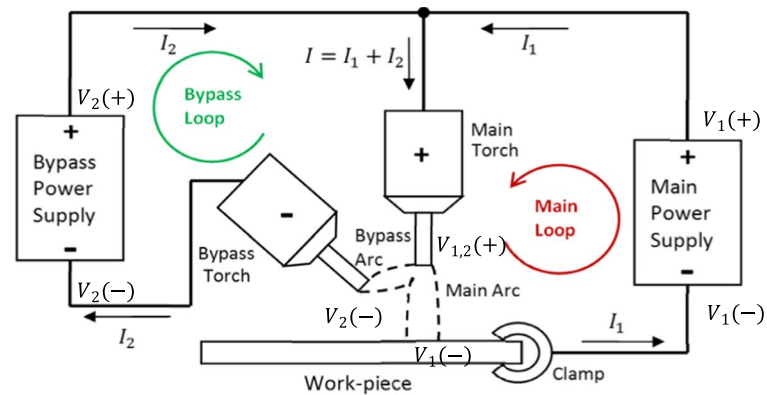 I₂
I = I₁ + I₂
I₁
V₂(+)
Bypass
Loop
V₁(+)
+
Bypass
Power
Supply
-
+
Main
Torch
+
Main
Power
Supply
-
-
Bypass
Torch
Bypass
Arc
V₁,₂(+)
Main
Loop
Main Arc
V₂(-)
I₂
V₂(-)
V₁(-)
V₁(-)
I₁
Work-piece
Clamp